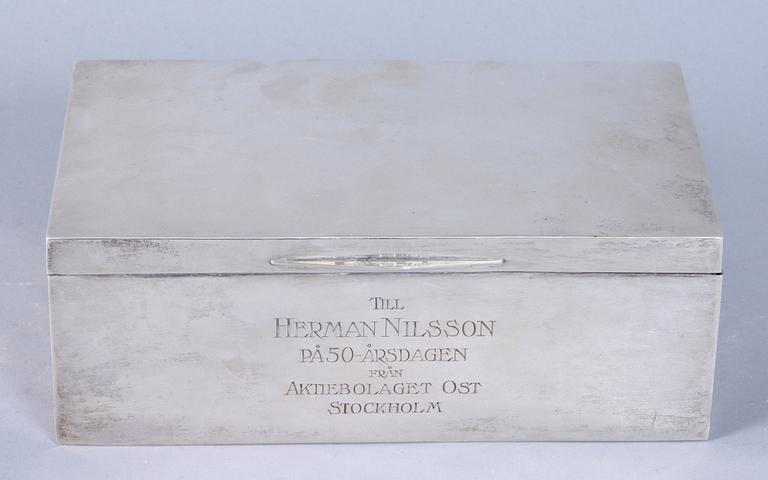 TILL
HERMAN NILSSON
PÅ 50-ÅRSDAGEN
FRÅN
AKTIEBOLAGET OST
STOCKHOLM